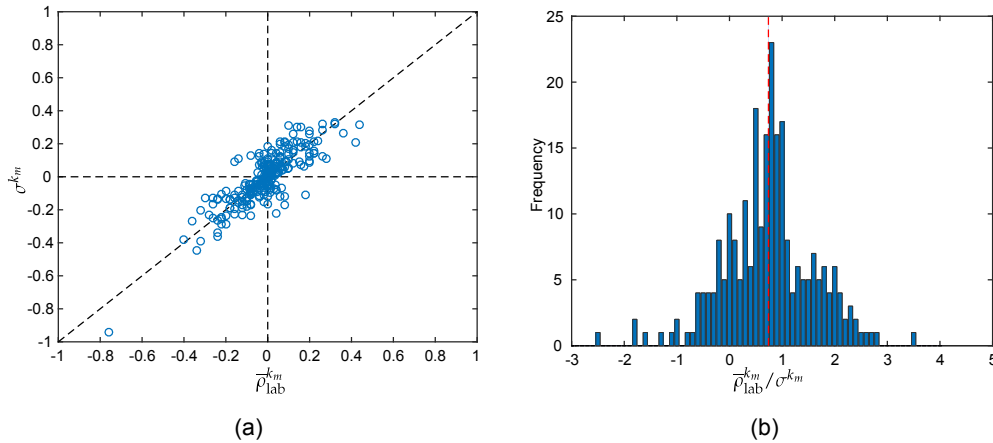 1
0.8
0.6
0.4
0.2
0
-0.2
-0.4
-0.6
-0.8
-1
σ^{k_m}
-1 -0.8 -0.6 -0.4 -0.2 0 0.2 0.4 0.6 0.8 1
ρ̅_{lab}^{k_m}
(a)
25
20
15
10
5
0
Frequency
-3 -2 -1 0 1 2 3 4 5
ρ̅_{lab}^{k_m}/σ^{k_m}
(b)